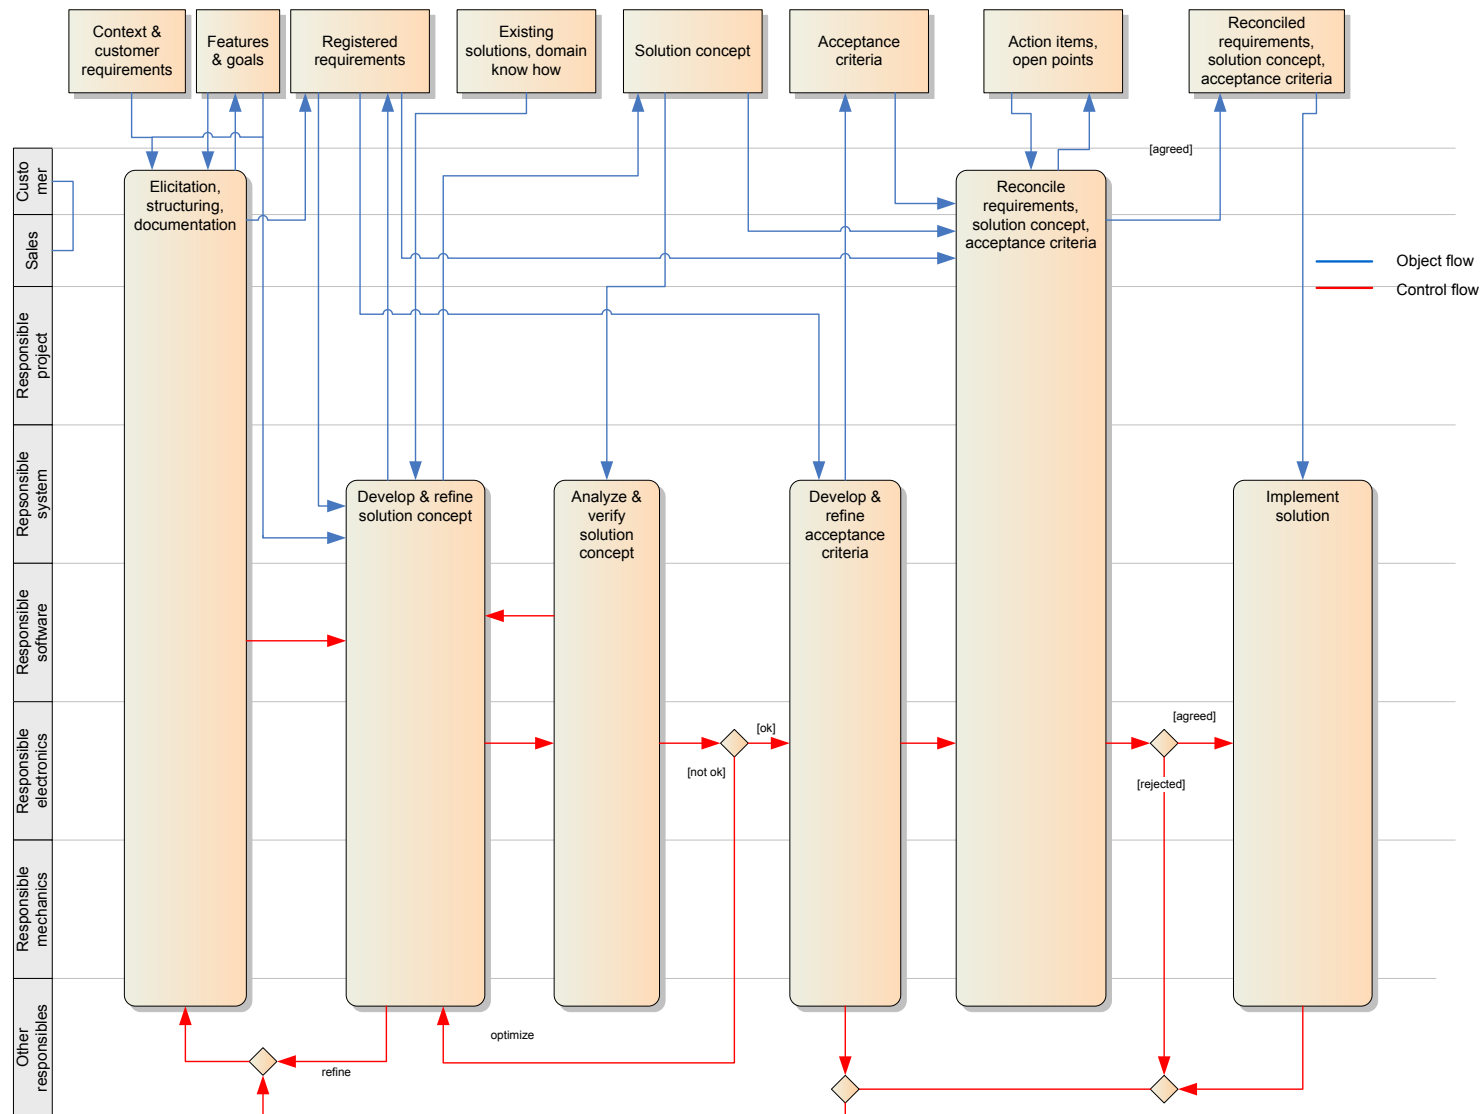 Context &
customer
requirements
Features
& goals
Registered
requirements
Existing
solutions, domain
know how
Solution concept
Acceptance
criteria
Action items,
open points
Reconciled
requirements,
solution concept,
acceptance criteria
[agreed]
Custo
mer
Sales
Responsible
project
Repsonsible
system
Responsible
software
Responsible
electronics
Responsible
mechanics
Other
responsibles
Elicitation,
structuring,
documentation
Reconcile
requirements,
solution concept,
acceptance criteria
Object flow
Control flow
Develop & refine
solution concept
Analyze &
verify
solution
concept
Develop &
refine
acceptance
criteria
Implement
solution
[ok]
[not ok]
[agreed]
[rejected]
optimize
refine